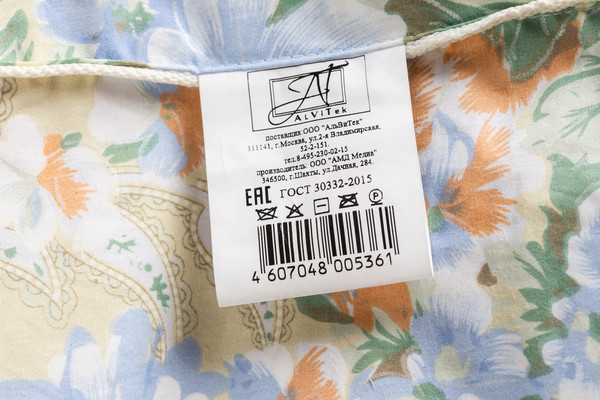 AT
ALViTek
поставщик ООО "АльВиТек"
111141, г.Москва, ул.2-я Владимирская,
52-2-151.
тел.8-495-230-02-15
производитель: ООО "АМД Медиа"
346500, г.Шахты, ул.Дачная, 284.
ЕАС ГОСТ 30332-2015
P
4 607048 005361